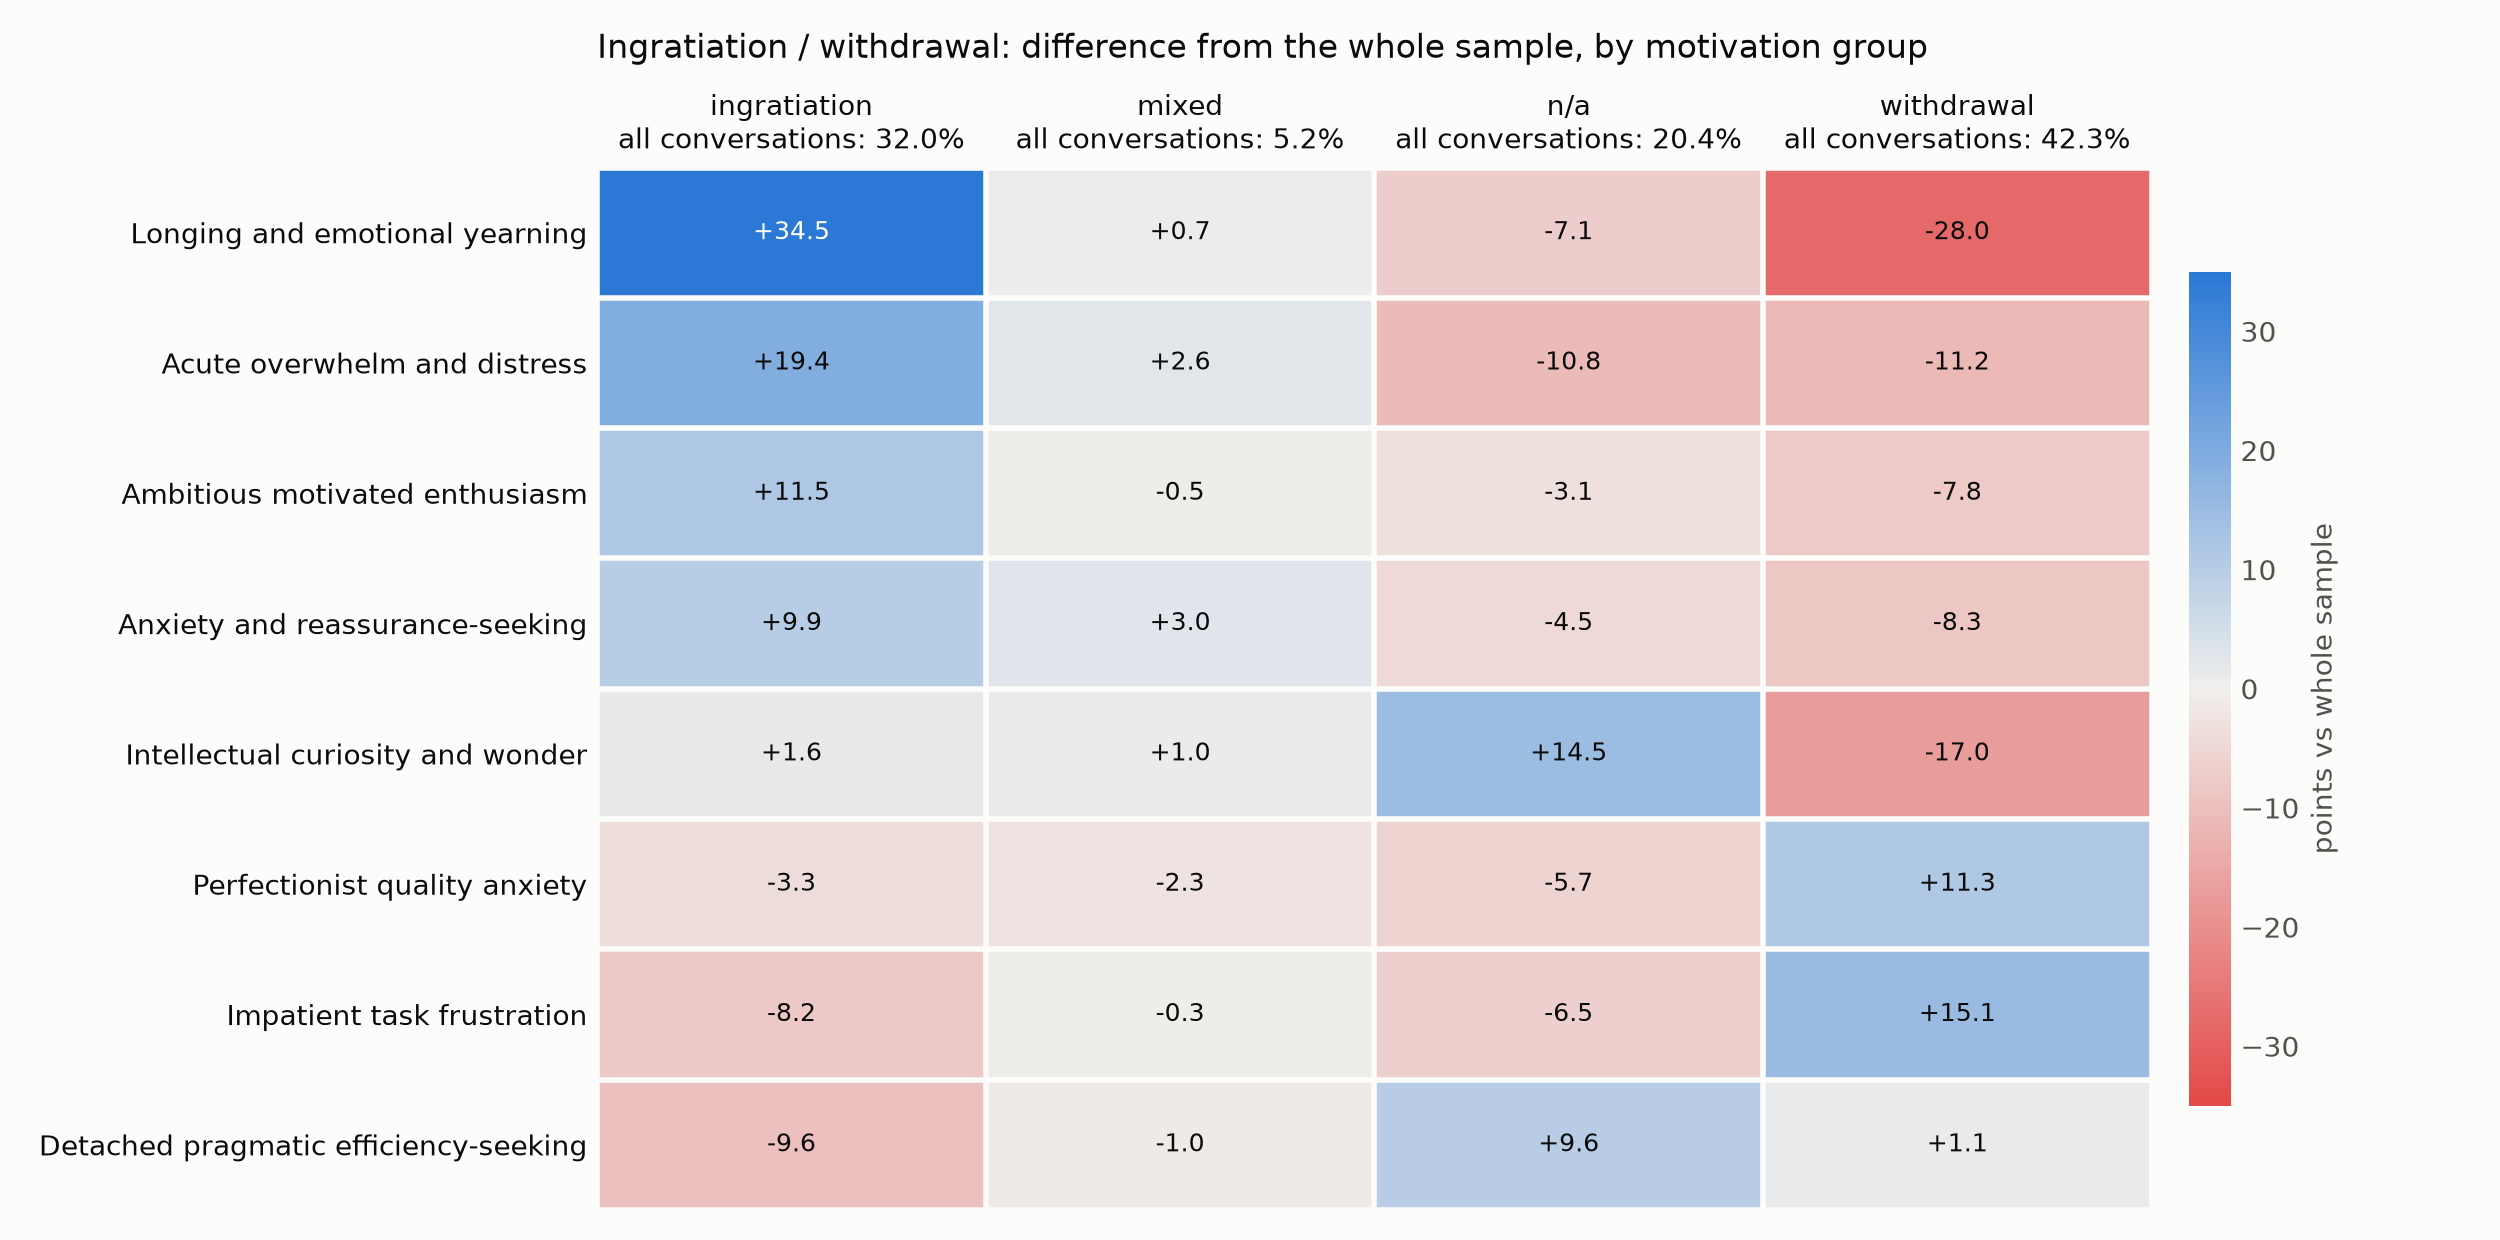 Ingratiation / withdrawal: difference from the whole sample, by motivation group
ingratiation mixed n/a withdrawal
all conversations: 32.0% all conversations: 5.2% all conversations: 20.4% all conversations: 42.3%
Longing and emotional yearning +34.5 +0.7 -7.1 -28.0
Acute overwhelm and distress +19.4 +2.6 -10.8 -11.2
Ambitious motivated enthusiasm +11.5 -0.5 -3.1 -7.8
Anxiety and reassurance-seeking +9.9 +3.0 -4.5 -8.3
Intellectual curiosity and wonder +1.6 +1.0 +14.5 -17.0
Perfectionist quality anxiety -3.3 -2.3 -5.7 +11.3
Impatient task frustration -8.2 -0.3 -6.5 +15.1
Detached pragmatic efficiency-seeking -9.6 -1.0 +9.6 +1.1
30
20
10
0
−10
−20
−30
points vs whole sample